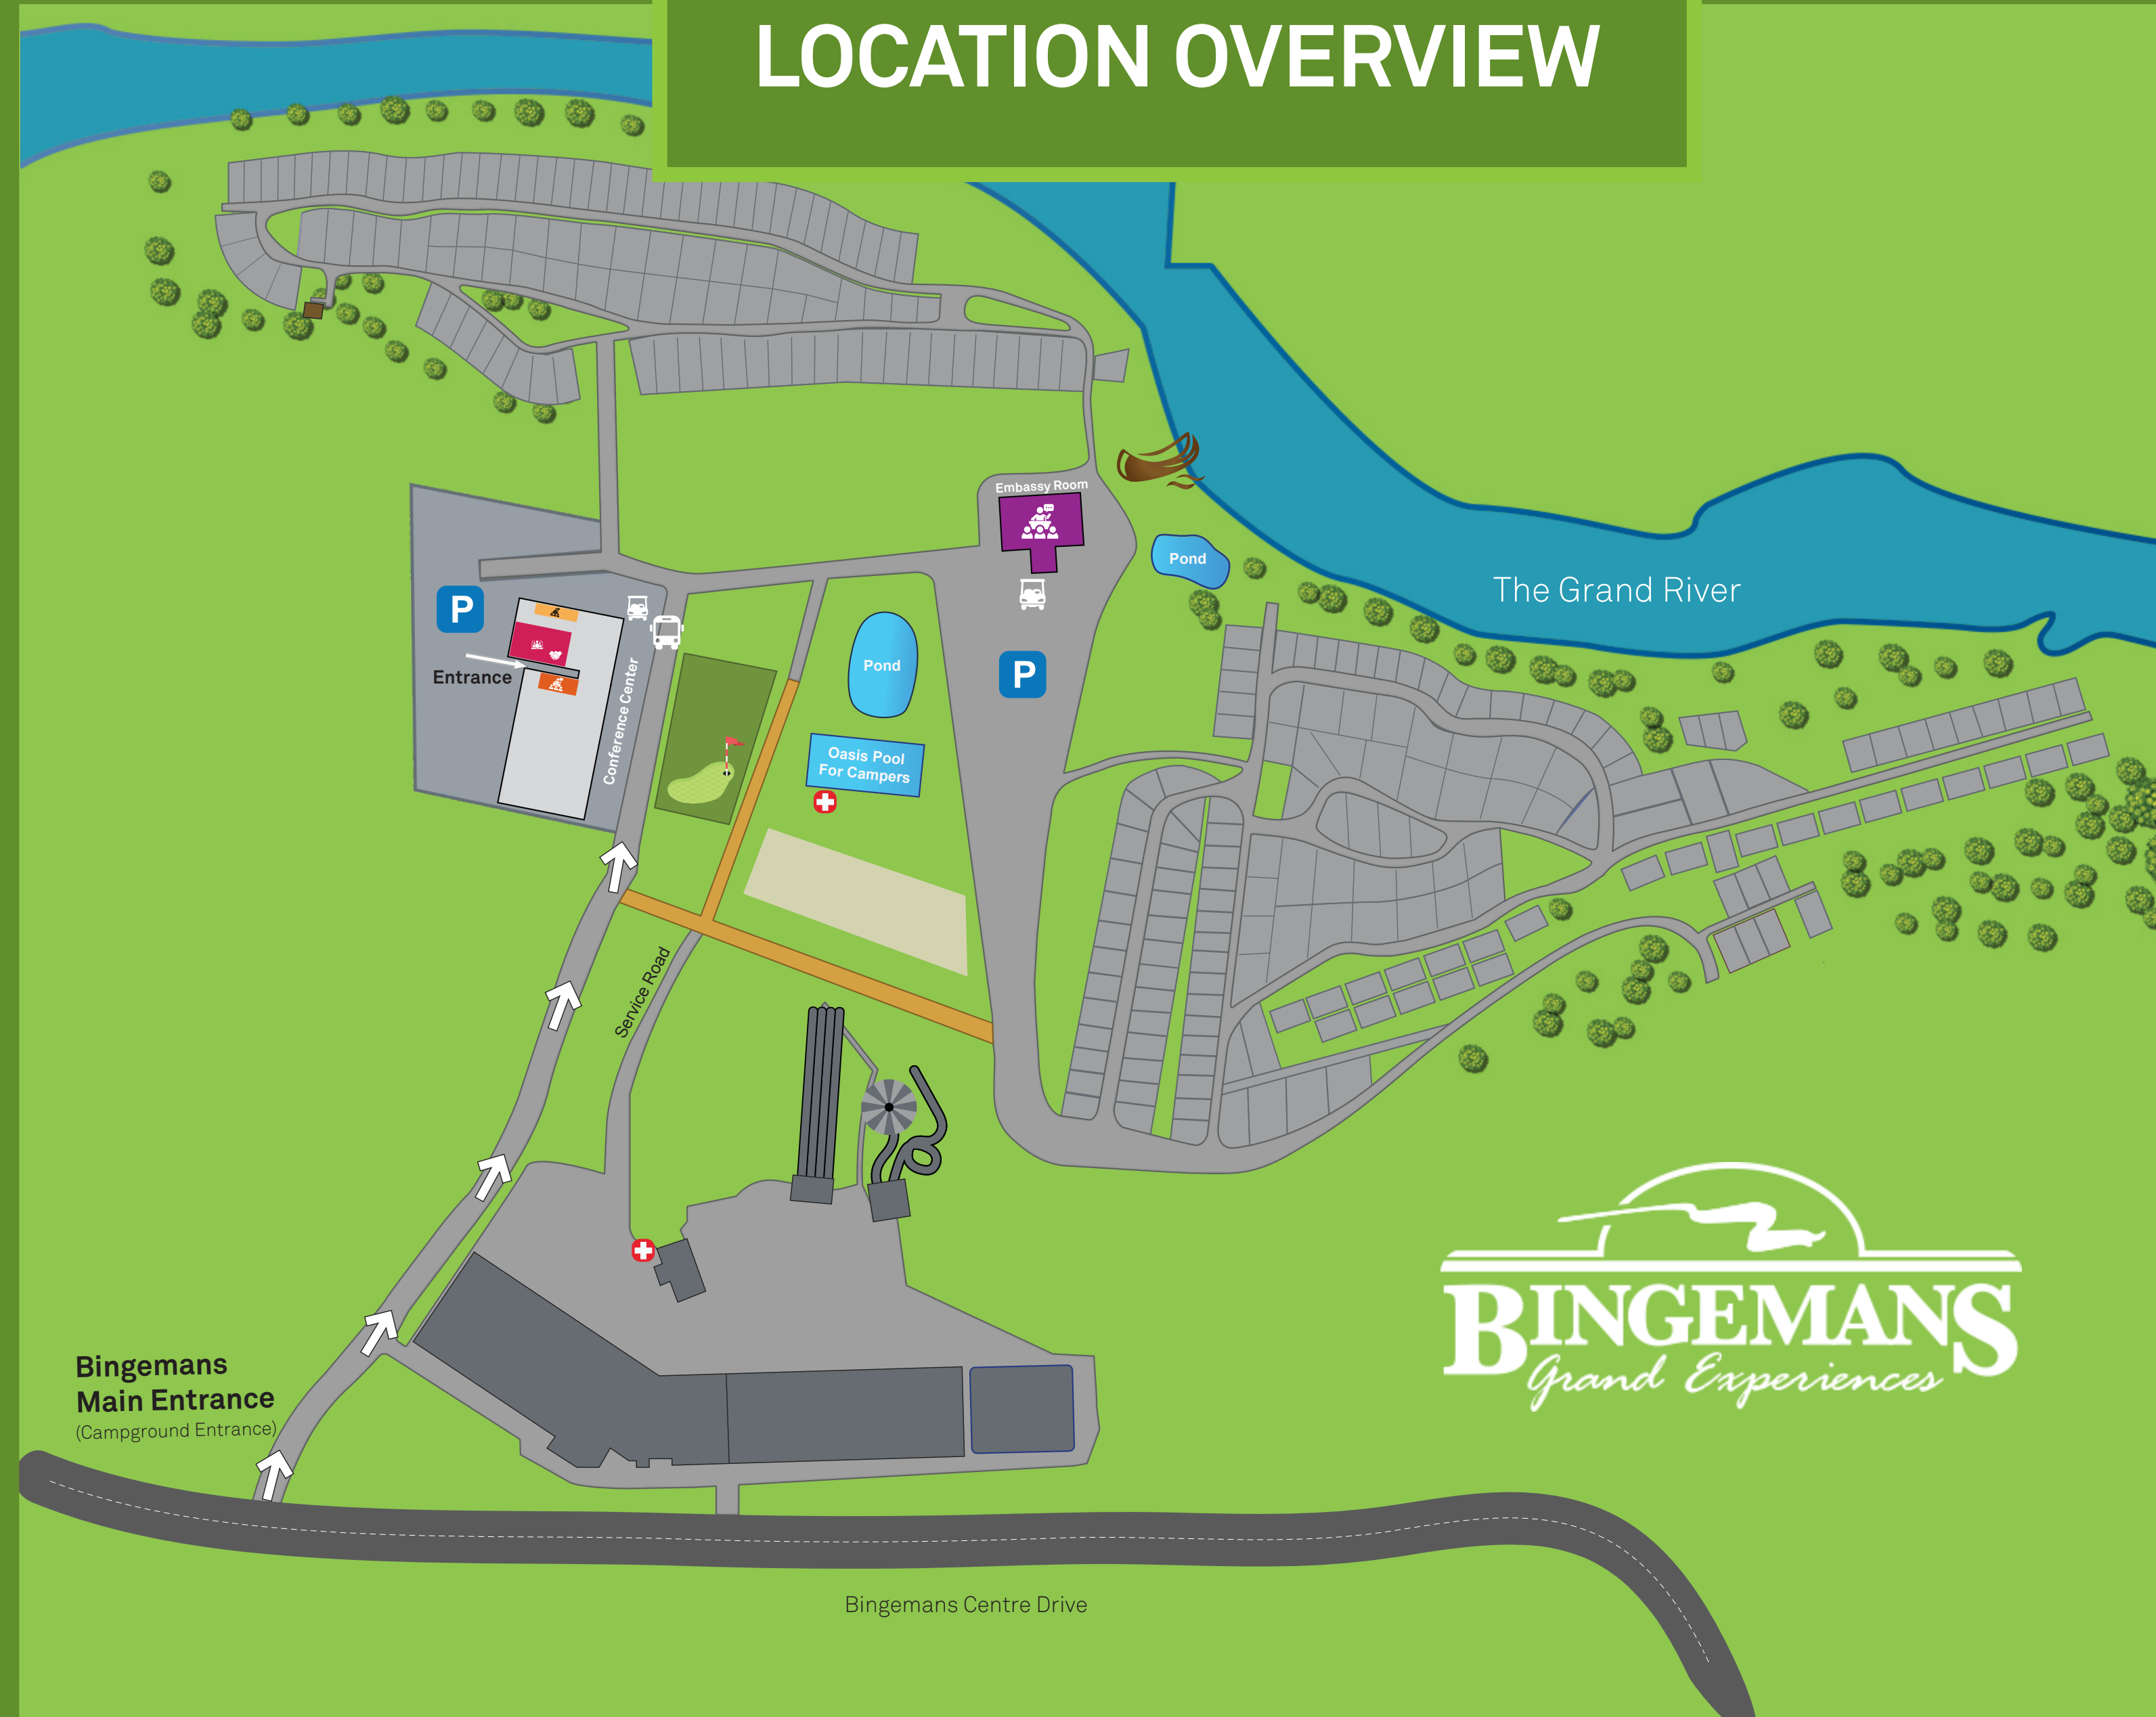 LOCATION OVERVIEW
Embassy Room
Pond
The Grand River
P
Entrance
Conference Center
Pond
P
Oasis Pool
For Campers
Service Road
BINGEMANS
Grand Experiences
Bingemans
Main Entrance
(Campground Entrance)
Bingemans Centre Drive